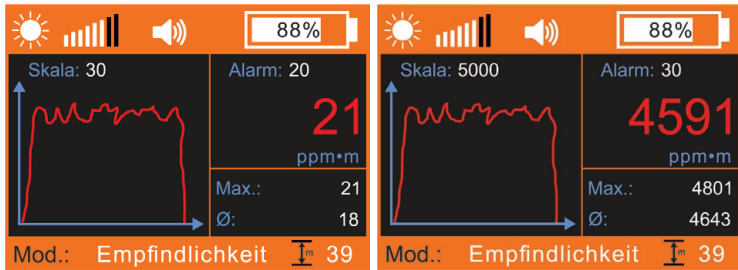 88%
Skala: 30
Alarm: 20
21
ppm•m
Max.: 21
Ø: 18
Mod.: Empfindlichkeit m 39
88%
Skala: 5000
Alarm: 30
4591
ppm•m
Max.: 4801
Ø: 4643
Mod.: Empfindlichkeit m 39